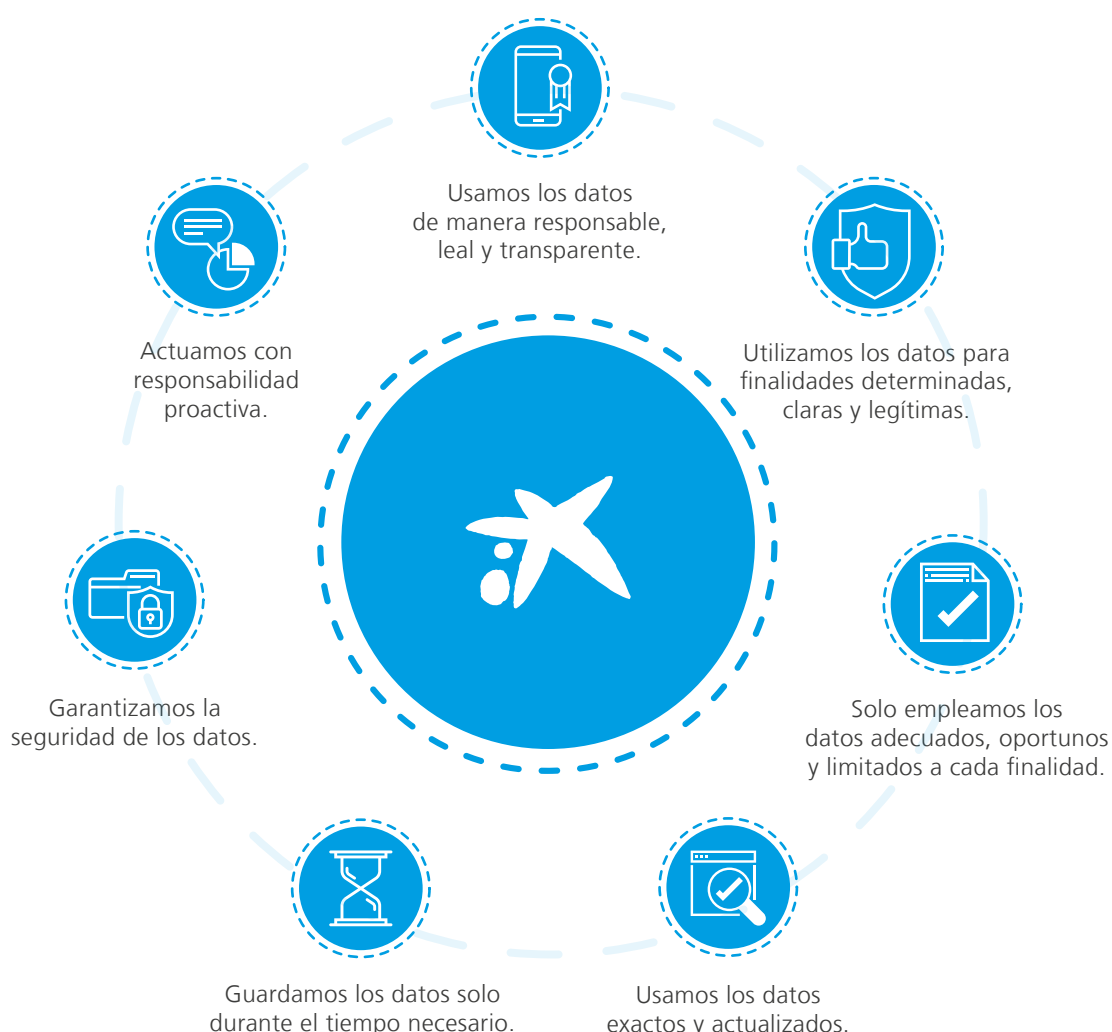 Usamos los datos
de manera responsable,
leal y transparente.
Utilizamos los datos para
finalidades determinadas,
claras y legítimas.
Solo empleamos los
datos adecuados, oportunos
y limitados a cada finalidad.
Usamos los datos
exactos y actualizados.
Guardamos los datos solo
durante el tiempo necesario.
Garantizamos la
seguridad de los datos.
Actuamos con
responsabilidad
proactiva.